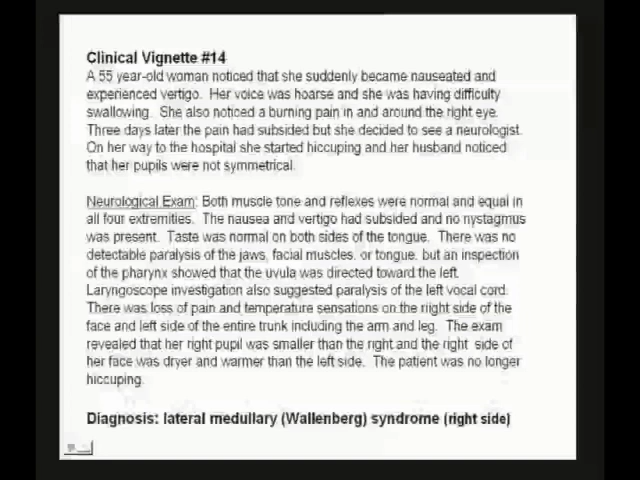 Clinical Vignette #14
A 55 year-old woman noticed that she suddenly became nauseated and
experienced vertigo. Her voice was hoarse and she was having difficulty
swallowing. She also noticed a burning pain in and around the right eye.
Three days later the pain had subsided but she decided to see a neurologist.
On her way to the hospital she started hiccuping and her husband noticed
that her pupils were not symmetrical.
Neurological Exam: Both muscle tone and reflexes were normal and equal in
all four extremities. The nausea and vertigo had subsided and no nystagmus
was present. Taste was normal on both sides of the tongue. There was no
detectable paralysis of the jaws, facial muscles, or tongue, but an inspection
of the pharynx showed that the uvula was directed toward the left.
Laryngoscope investigation also suggested paralysis of the left vocal cord.
There was loss of pain and temperature sensations on the riight side of the
face and left side of the entire trunk including the arm and leg. The exam
revealed that her right pupil was smaller than the right and the right side of
her face was dryer and warmer than the left side. The patient was no longer
hiccuping.
Diagnosis: lateral medullary (Wallenberg) syndrome (right side)